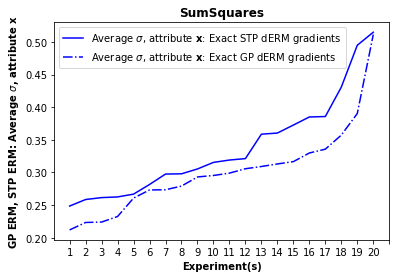 SumSquares
Average σ, attribute x: Exact STP dERM gradients
Average σ, attribute x: Exact GP dERM gradients
GP ERM, STP ERM: Average σ, attribute x
0.50
0.45
0.40
0.35
0.30
0.25
0.20
1 2 3 4 5 6 7 8 9 10 11 12 13 14 15 16 17 18 19 20
Experiment(s)